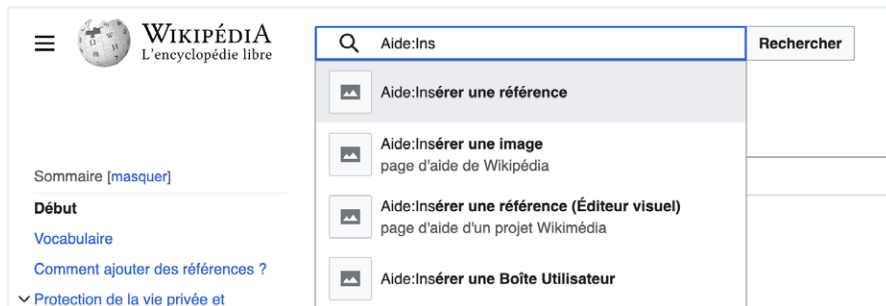 WIKIPÉDIA
L'encyclopédie libre
Aide:Ins
Rechercher
Aide:Insérer une référence
Aide:Insérer une image
page d'aide de Wikipédia
Aide:Insérer une référence (Éditeur visuel)
page d'aide d'un projet Wikimédia
Aide:Insérer une Boîte Utilisateur
Sommaire [masquer]
Début
Vocabulaire
Comment ajouter des références ?
Protection de la vie privée et